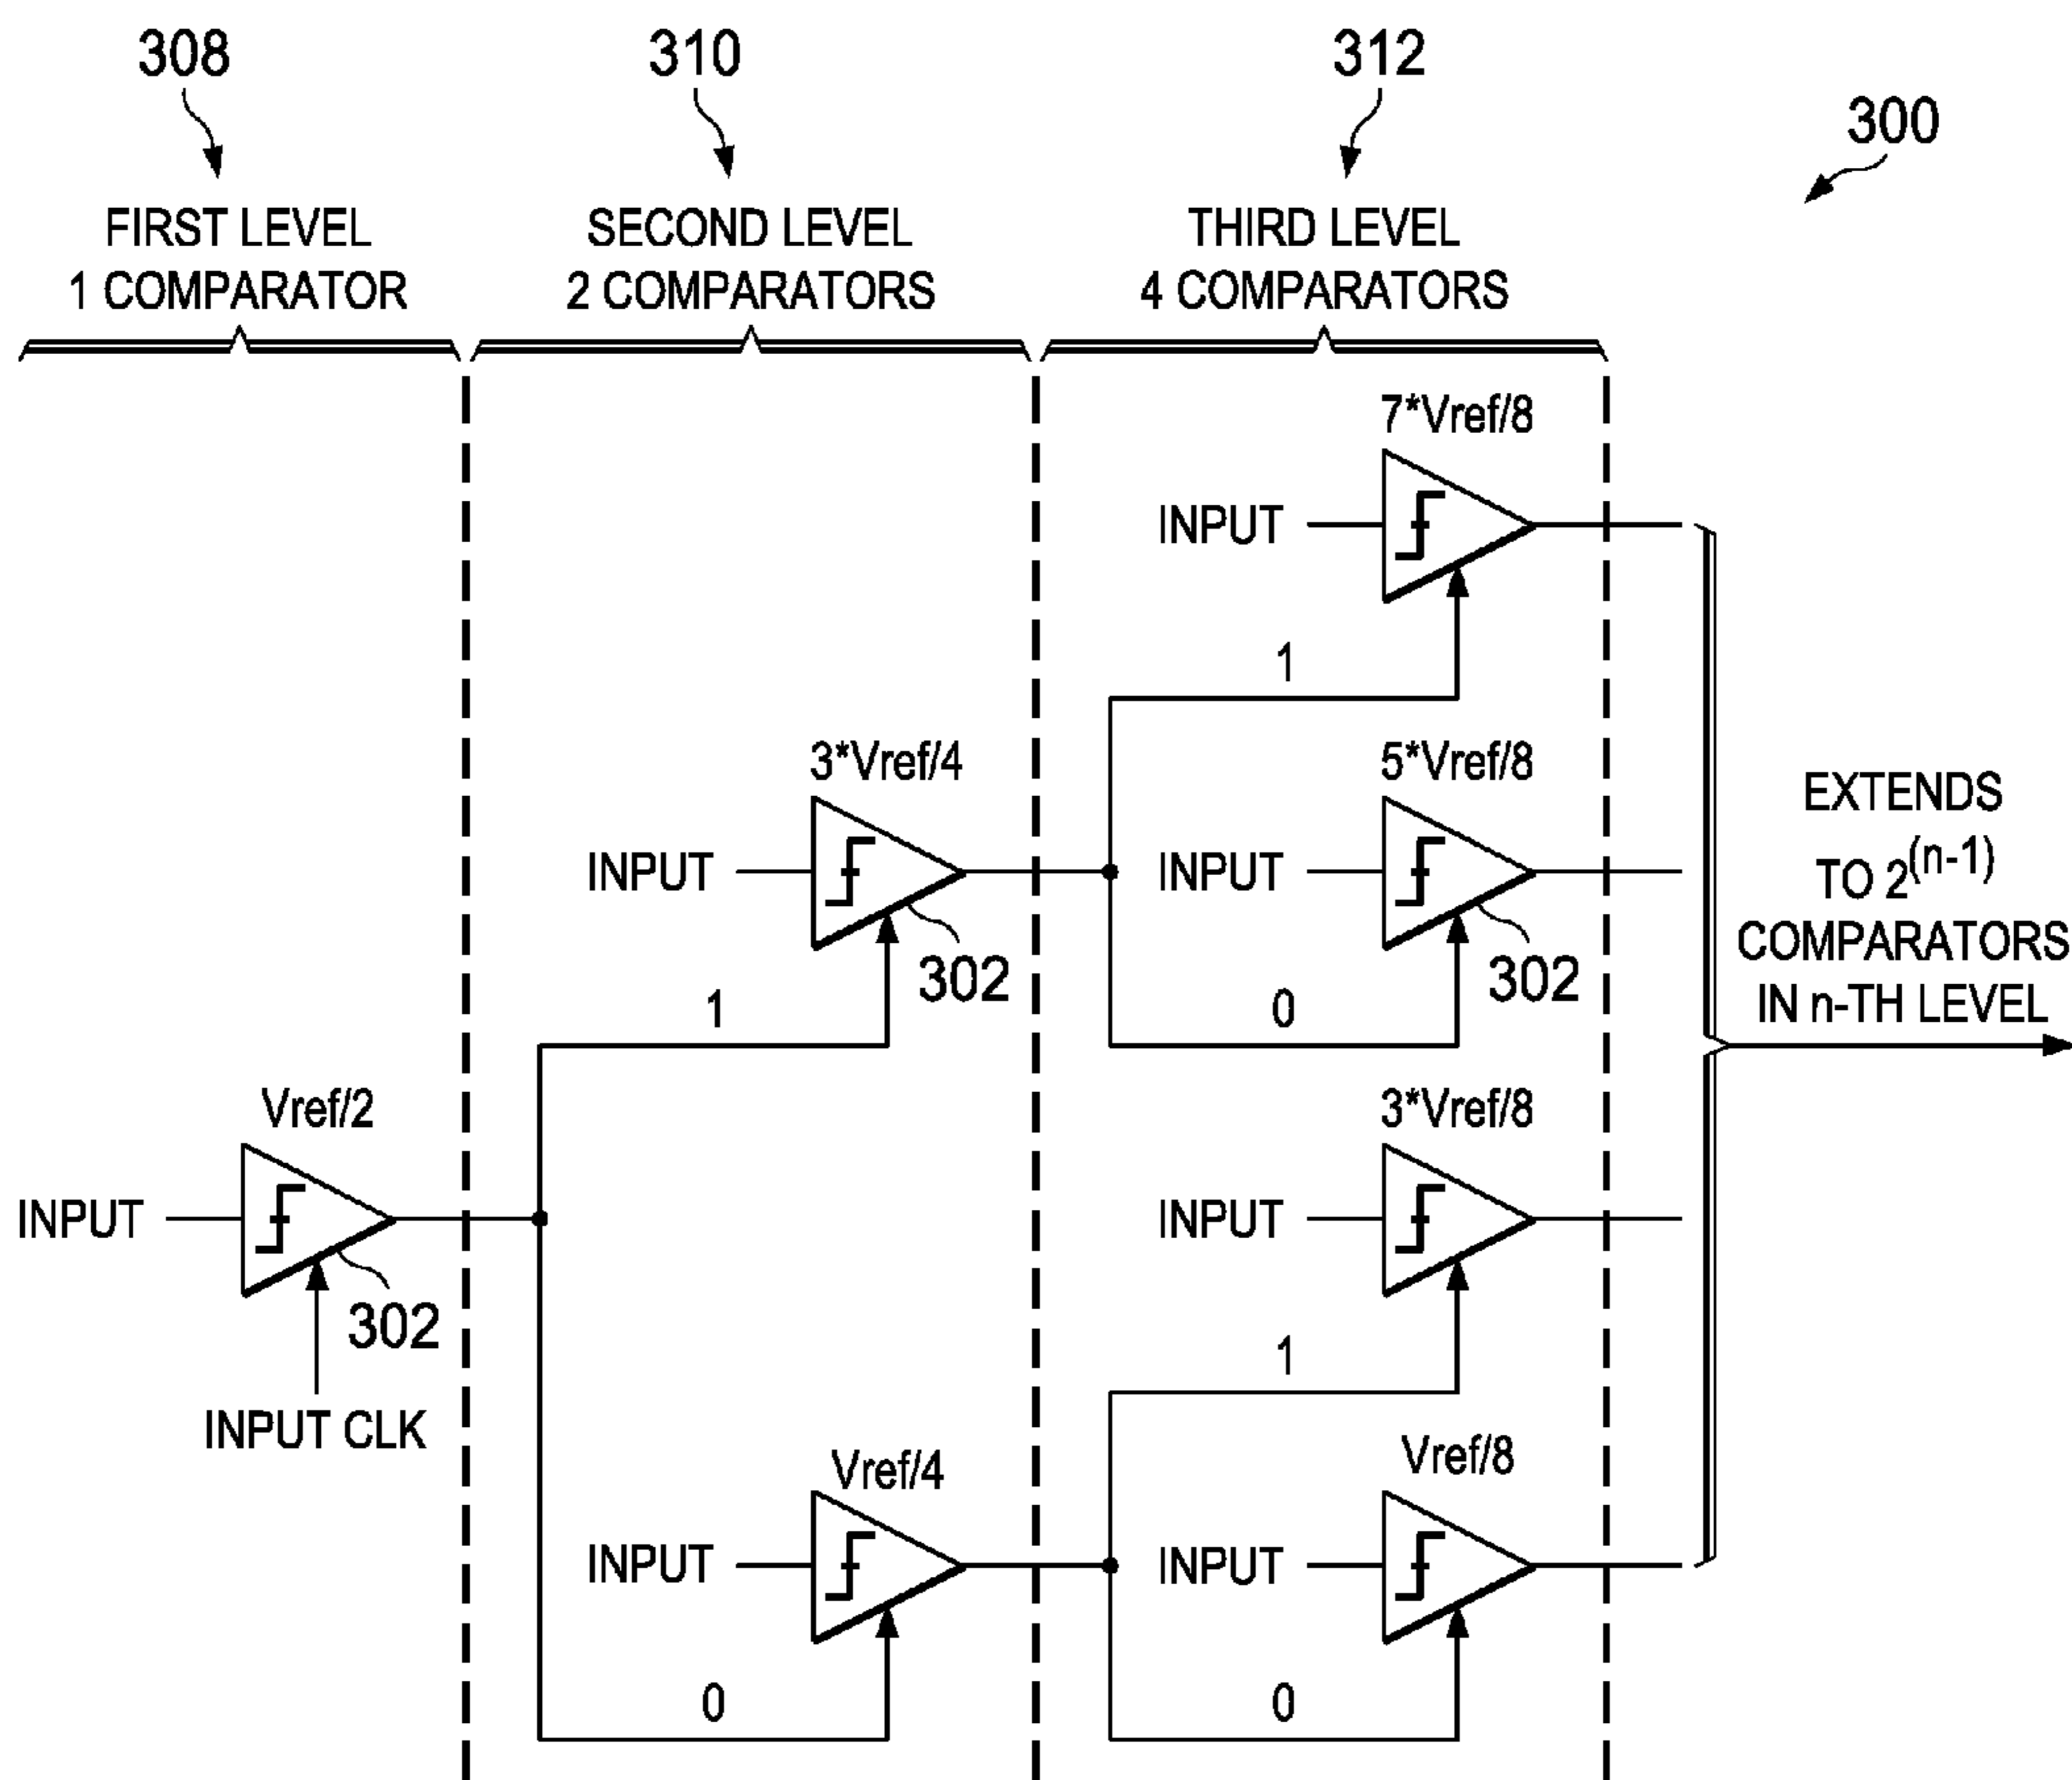 308
310
312
300
FIRST LEVEL
1 COMPARATOR
SECOND LEVEL
2 COMPARATORS
THIRD LEVEL
4 COMPARATORS
7*Vref/8
INPUT
1
3*Vref/4
5*Vref/8
INPUT
INPUT
302
302
1
0
EXTENDS
TO 2^(n-1)
COMPARATORS
IN n-TH LEVEL
Vref/2
3*Vref/8
INPUT
INPUT
302
1
INPUT CLK
Vref/4
Vref/8
INPUT
INPUT
0
0